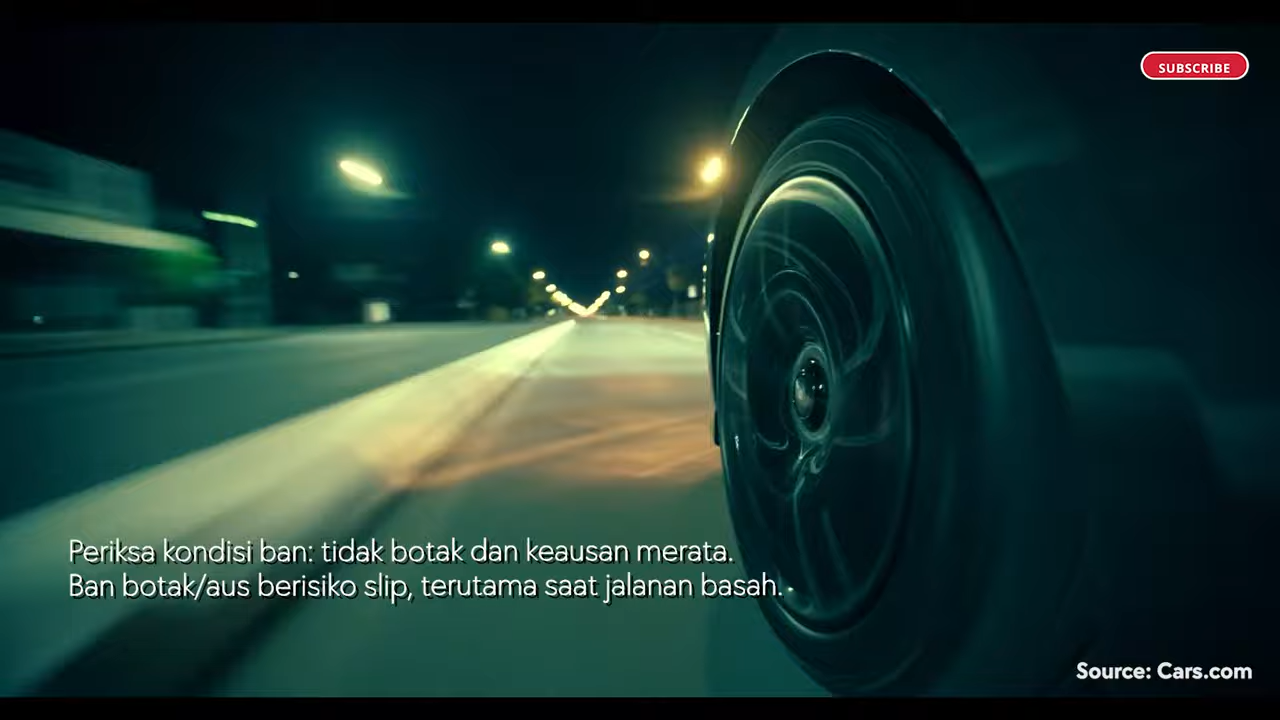 SUBSCRIBE
Periksa kondisi ban: tidak botak dan keausan merata.
Ban botak/aus berisiko slip, terutama saat jalanan basah.
Source: Cars.com